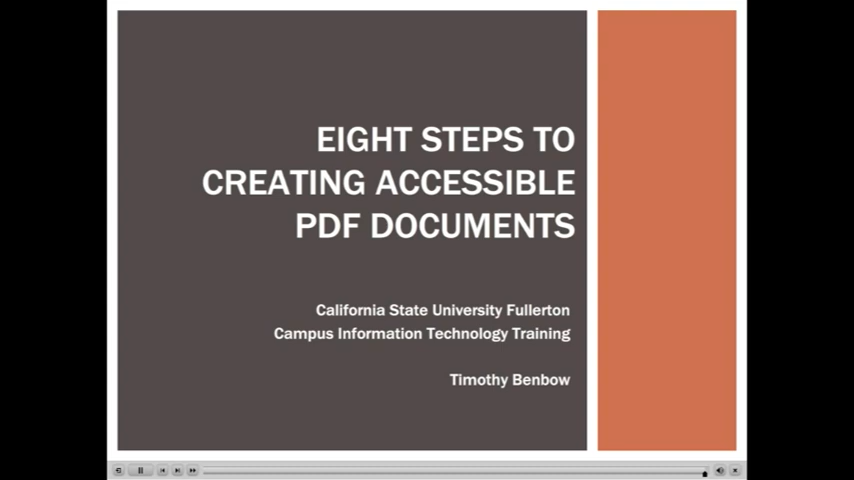 EIGHT STEPS TO
CREATING ACCESSIBLE
PDF DOCUMENTS
California State University Fullerton
Campus Information Technology Training
Timothy Benbow